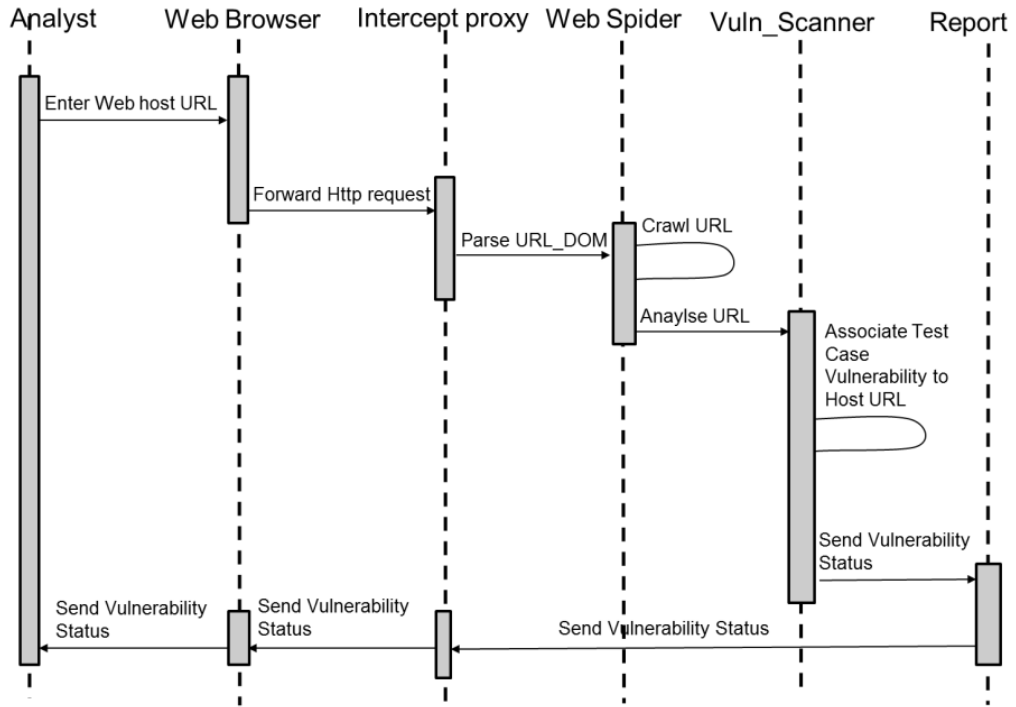 Analyst
Web Browser
Intercept proxy
Web Spider
Vuln_Scanner
Report
Enter Web host URL
Forward Http request
Parse URL_DOM
Crawl URL
Anaylse URL
Associate Test
Case
Vulnerability to
Host URL
Send Vulnerability
Status
Send Vulnerability
Status
Send Vulnerability
Status
Send Vulnerability Status